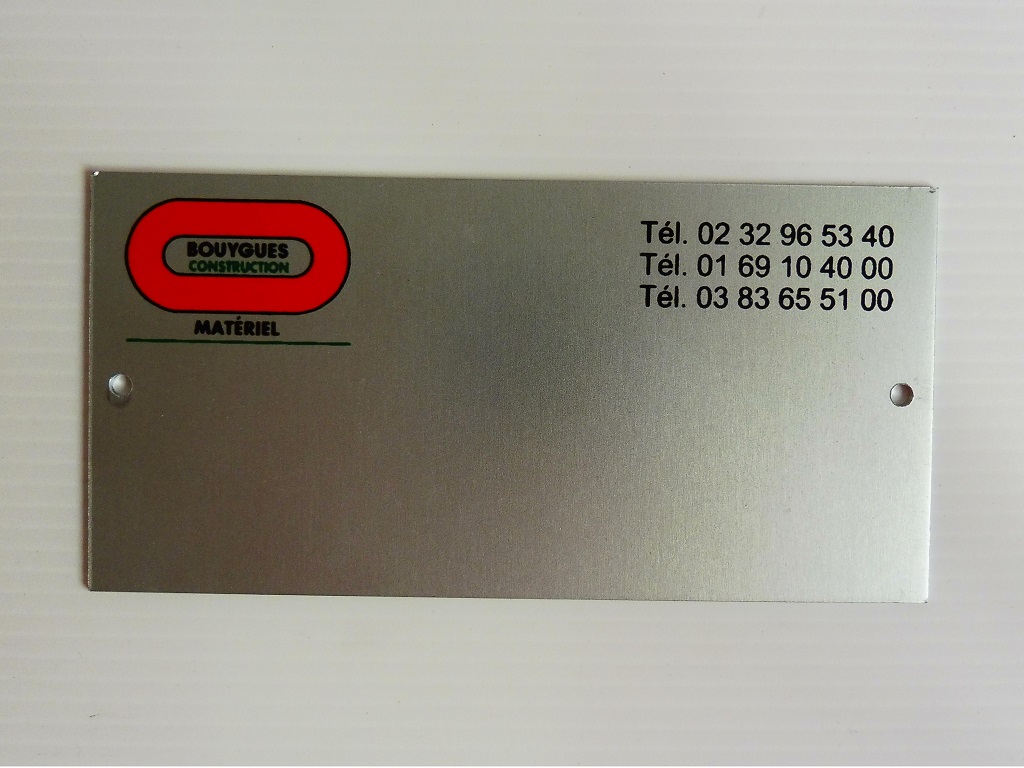 BOUYGUES
CONSTRUCTION
MATÉRIEL
Tél. 02 32 96 53 40
Tél. 01 69 10 40 00
Tél. 03 83 65 51 00